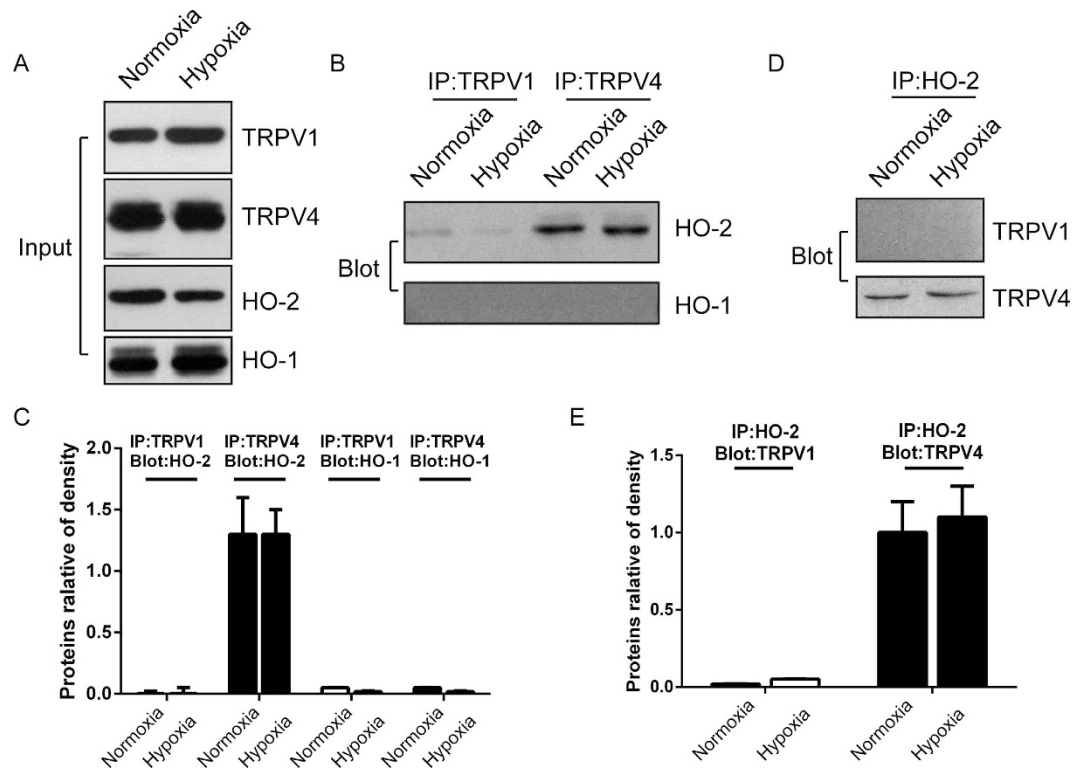 A
Normoxia
Hypoxia
Input
TRPV1
TRPV4
HO-2
HO-1
B
IP:TRPV1
IP:TRPV4
Normoxia
Hypoxia
Normoxia
Hypoxia
Blot
HO-2
HO-1
D
IP:HO-2
Normoxia
Hypoxia
Blot
TRPV1
TRPV4
C
Proteins ralative of density
2.0
1.5
1.0
0.5
0.0
IP:TRPV1
Blot:HO-2
IP:TRPV4
Blot:HO-2
IP:TRPV1
Blot:HO-1
IP:TRPV4
Blot:HO-1
Normoxia
Hypoxia
Normoxia
Hypoxia
Normoxia
Hypoxia
Normoxia
Hypoxia
E
Proteins ralative of density
1.5
1.0
0.5
0.0
IP:HO-2
Blot:TRPV1
IP:HO-2
Blot:TRPV4
Normoxia
Hypoxia
Normoxia
Hypoxia